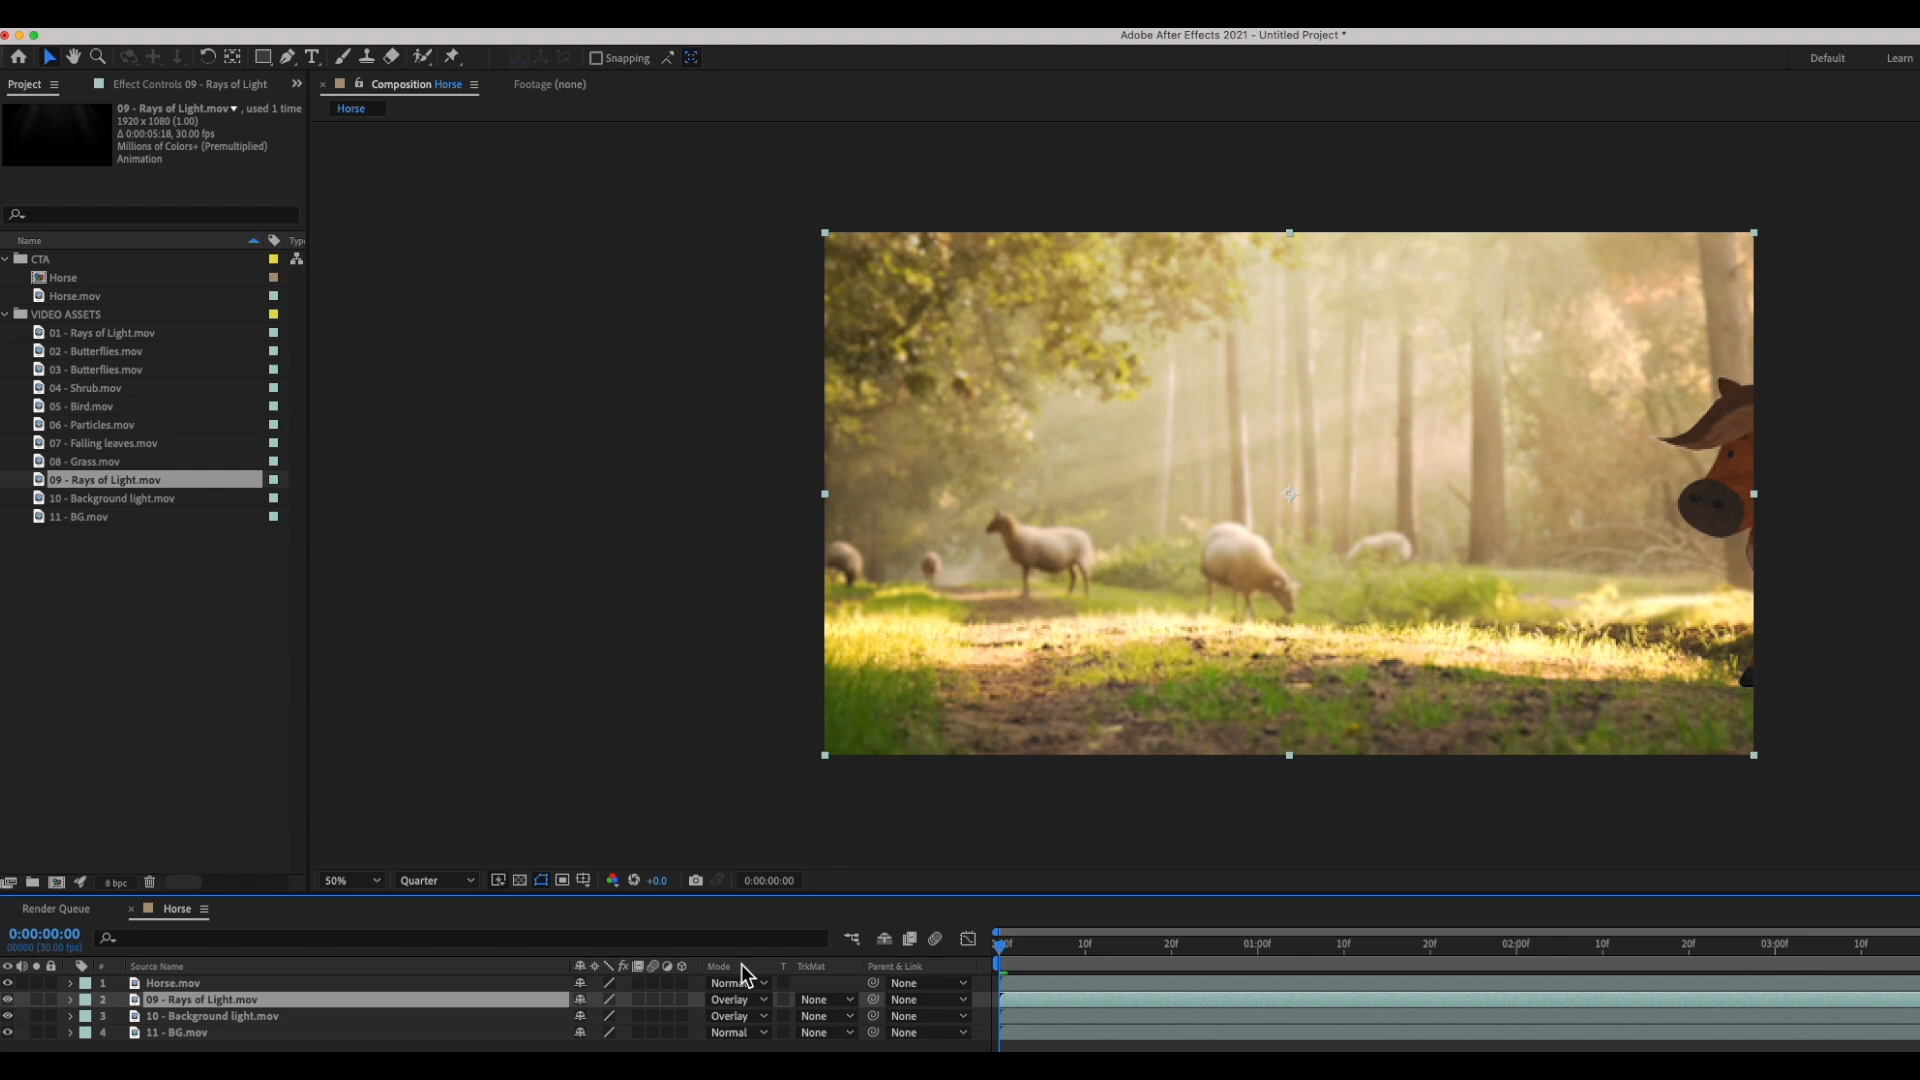 Adobe After Effects 2021 - Untitled Project *
Snapping
Default
Learn
Project
Effect Controls 09 - Rays of Light
Composition Horse
Footage (none)
Horse
09 - Rays of Light.mov , used 1 time
1920 x 1080 (1.00)
Δ 0:00:05:18, 30.00 fps
Millions of Colors+ (Premultiplied)
Animation
Name
Type
CTA
Horse
Horse.mov
VIDEO ASSETS
01 - Rays of Light.mov
02 - Butterflies.mov
03 - Butterflies.mov
04 - Shrub.mov
05 - Bird.mov
06 - Particles.mov
07 - Falling leaves.mov
08 - Grass.mov
09 - Rays of Light.mov
10 - Background light.mov
11 - BG.mov
8 bpc
50%
Quarter
+0.0
0:00:00:00
Render Queue
Horse
0:00:00:00
00000 (30.00 fps)
10f
20f
01:00f
10f
20f
02:00f
10f
20f
03:00f
10f
#
Source Name
fx
Mode
T
TrkMat
Parent & Link
1 Horse.mov Normal None
2 09 - Rays of Light.mov Overlay None None
3 10 - Background light.mov Overlay None None
4 11 - BG.mov Normal None None